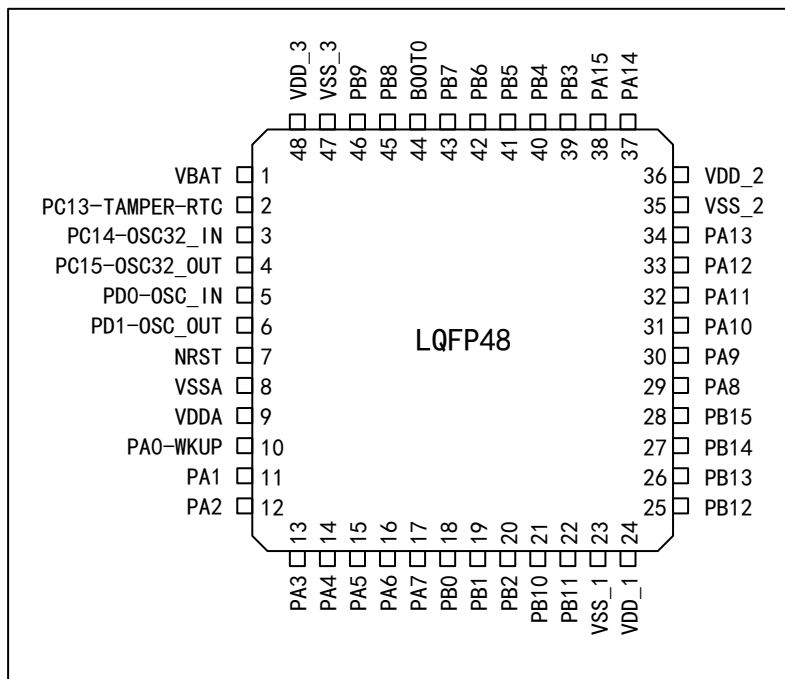 VDD_3
VSS_3
PB9
PB8
BOOT0
PB7
PB6
PB5
PB4
PB3
PA15
PA14
48
47
46
45
44
43
42
41
40
39
38
37
VBAT 1
PC13-TAMPER-RTC 2
PC14-OSC32_IN 3
PC15-OSC32_OUT 4
PD0-OSC_IN 5
PD1-OSC_OUT 6
NRST 7
VSSA 8
VDDA 9
PA0-WKUP 10
PA1 11
PA2 12
LQFP48
36 VDD_2
35 VSS_2
34 PA13
33 PA12
32 PA11
31 PA10
30 PA9
29 PA8
28 PB15
27 PB14
26 PB13
25 PB12
13
14
15
16
17
18
19
20
21
22
23
24
PA3
PA4
PA5
PA6
PA7
PB0
PB1
PB2
PB10
PB11
VSS_1
VDD_1